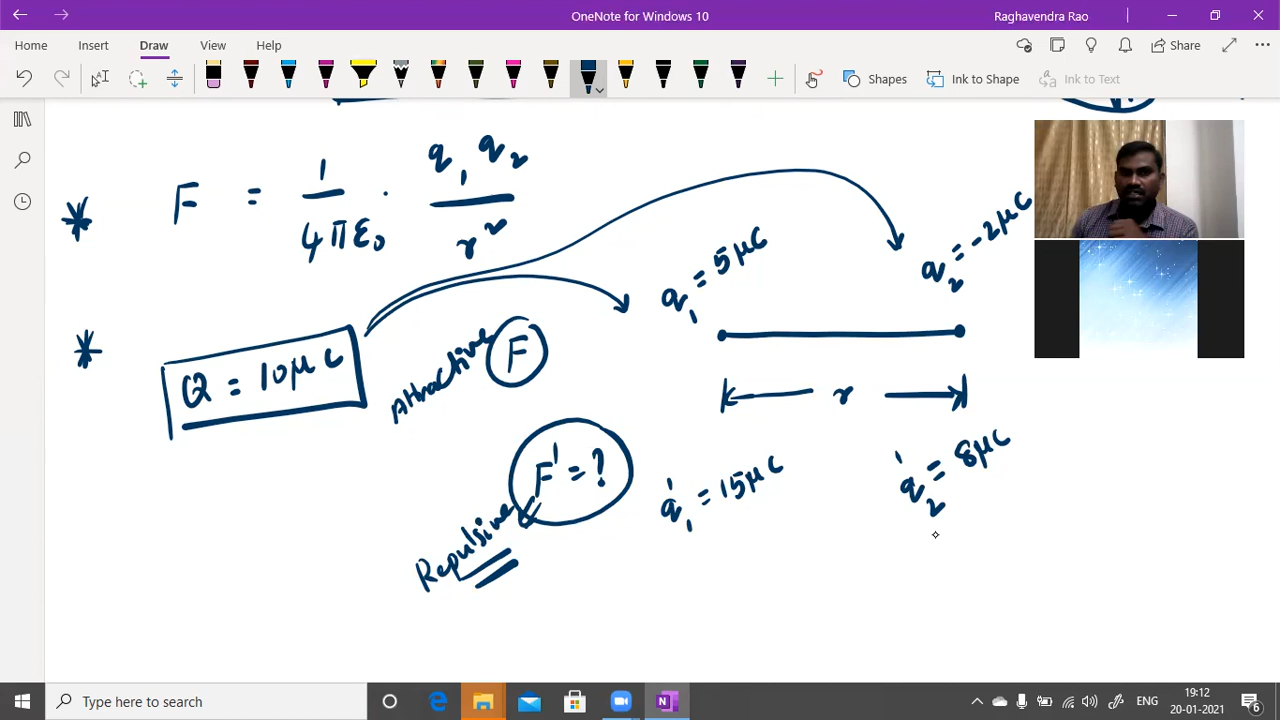 OneNote for Windows 10
Raghavendra Rao
Home Insert Draw View Help
Share
Shapes Ink to Shape Ink to Text
* F = 1/4πε₀ · q₁q₂/r²
q₁ = 5μC
q₂ = -2μC
* Q = 10μC
Attractive F
r
F' = ?
q₁' = 15μC
q₂' = 8μC
Repulsive
Type here to search
ENG
19:12
20-01-2021
6